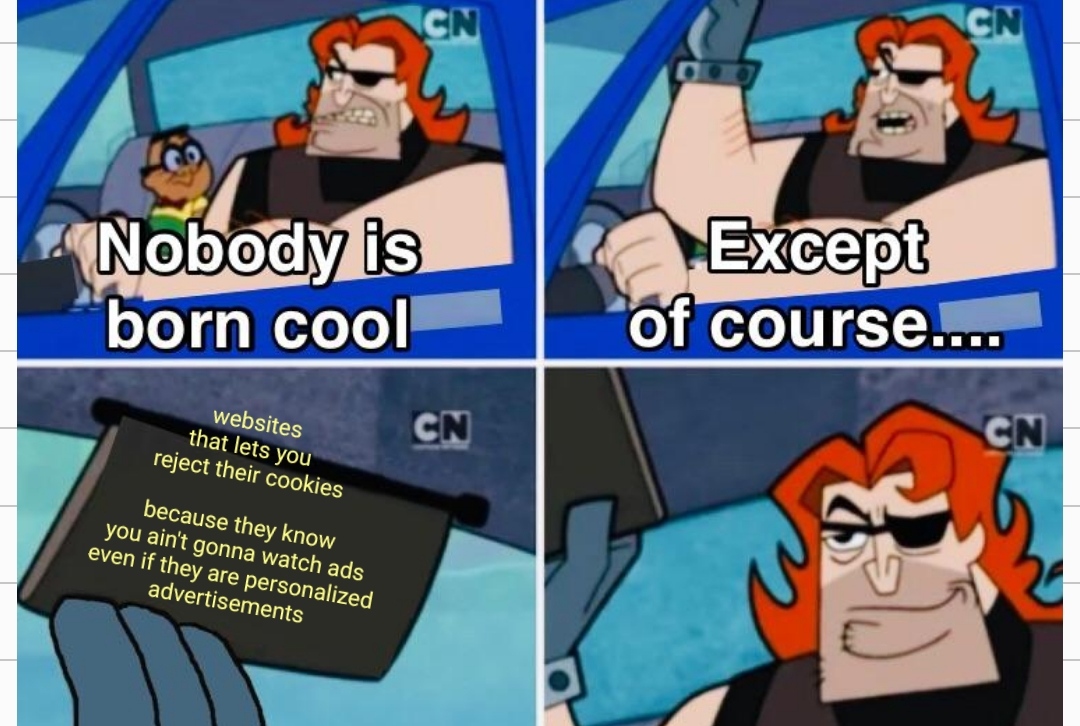 CN
CN
Nobody is
born cool
Except
of course....
CN
websites
that lets you
reject their cookies
because they know
you ain't gonna watch ads
even if they are personalized
advertisements
CN